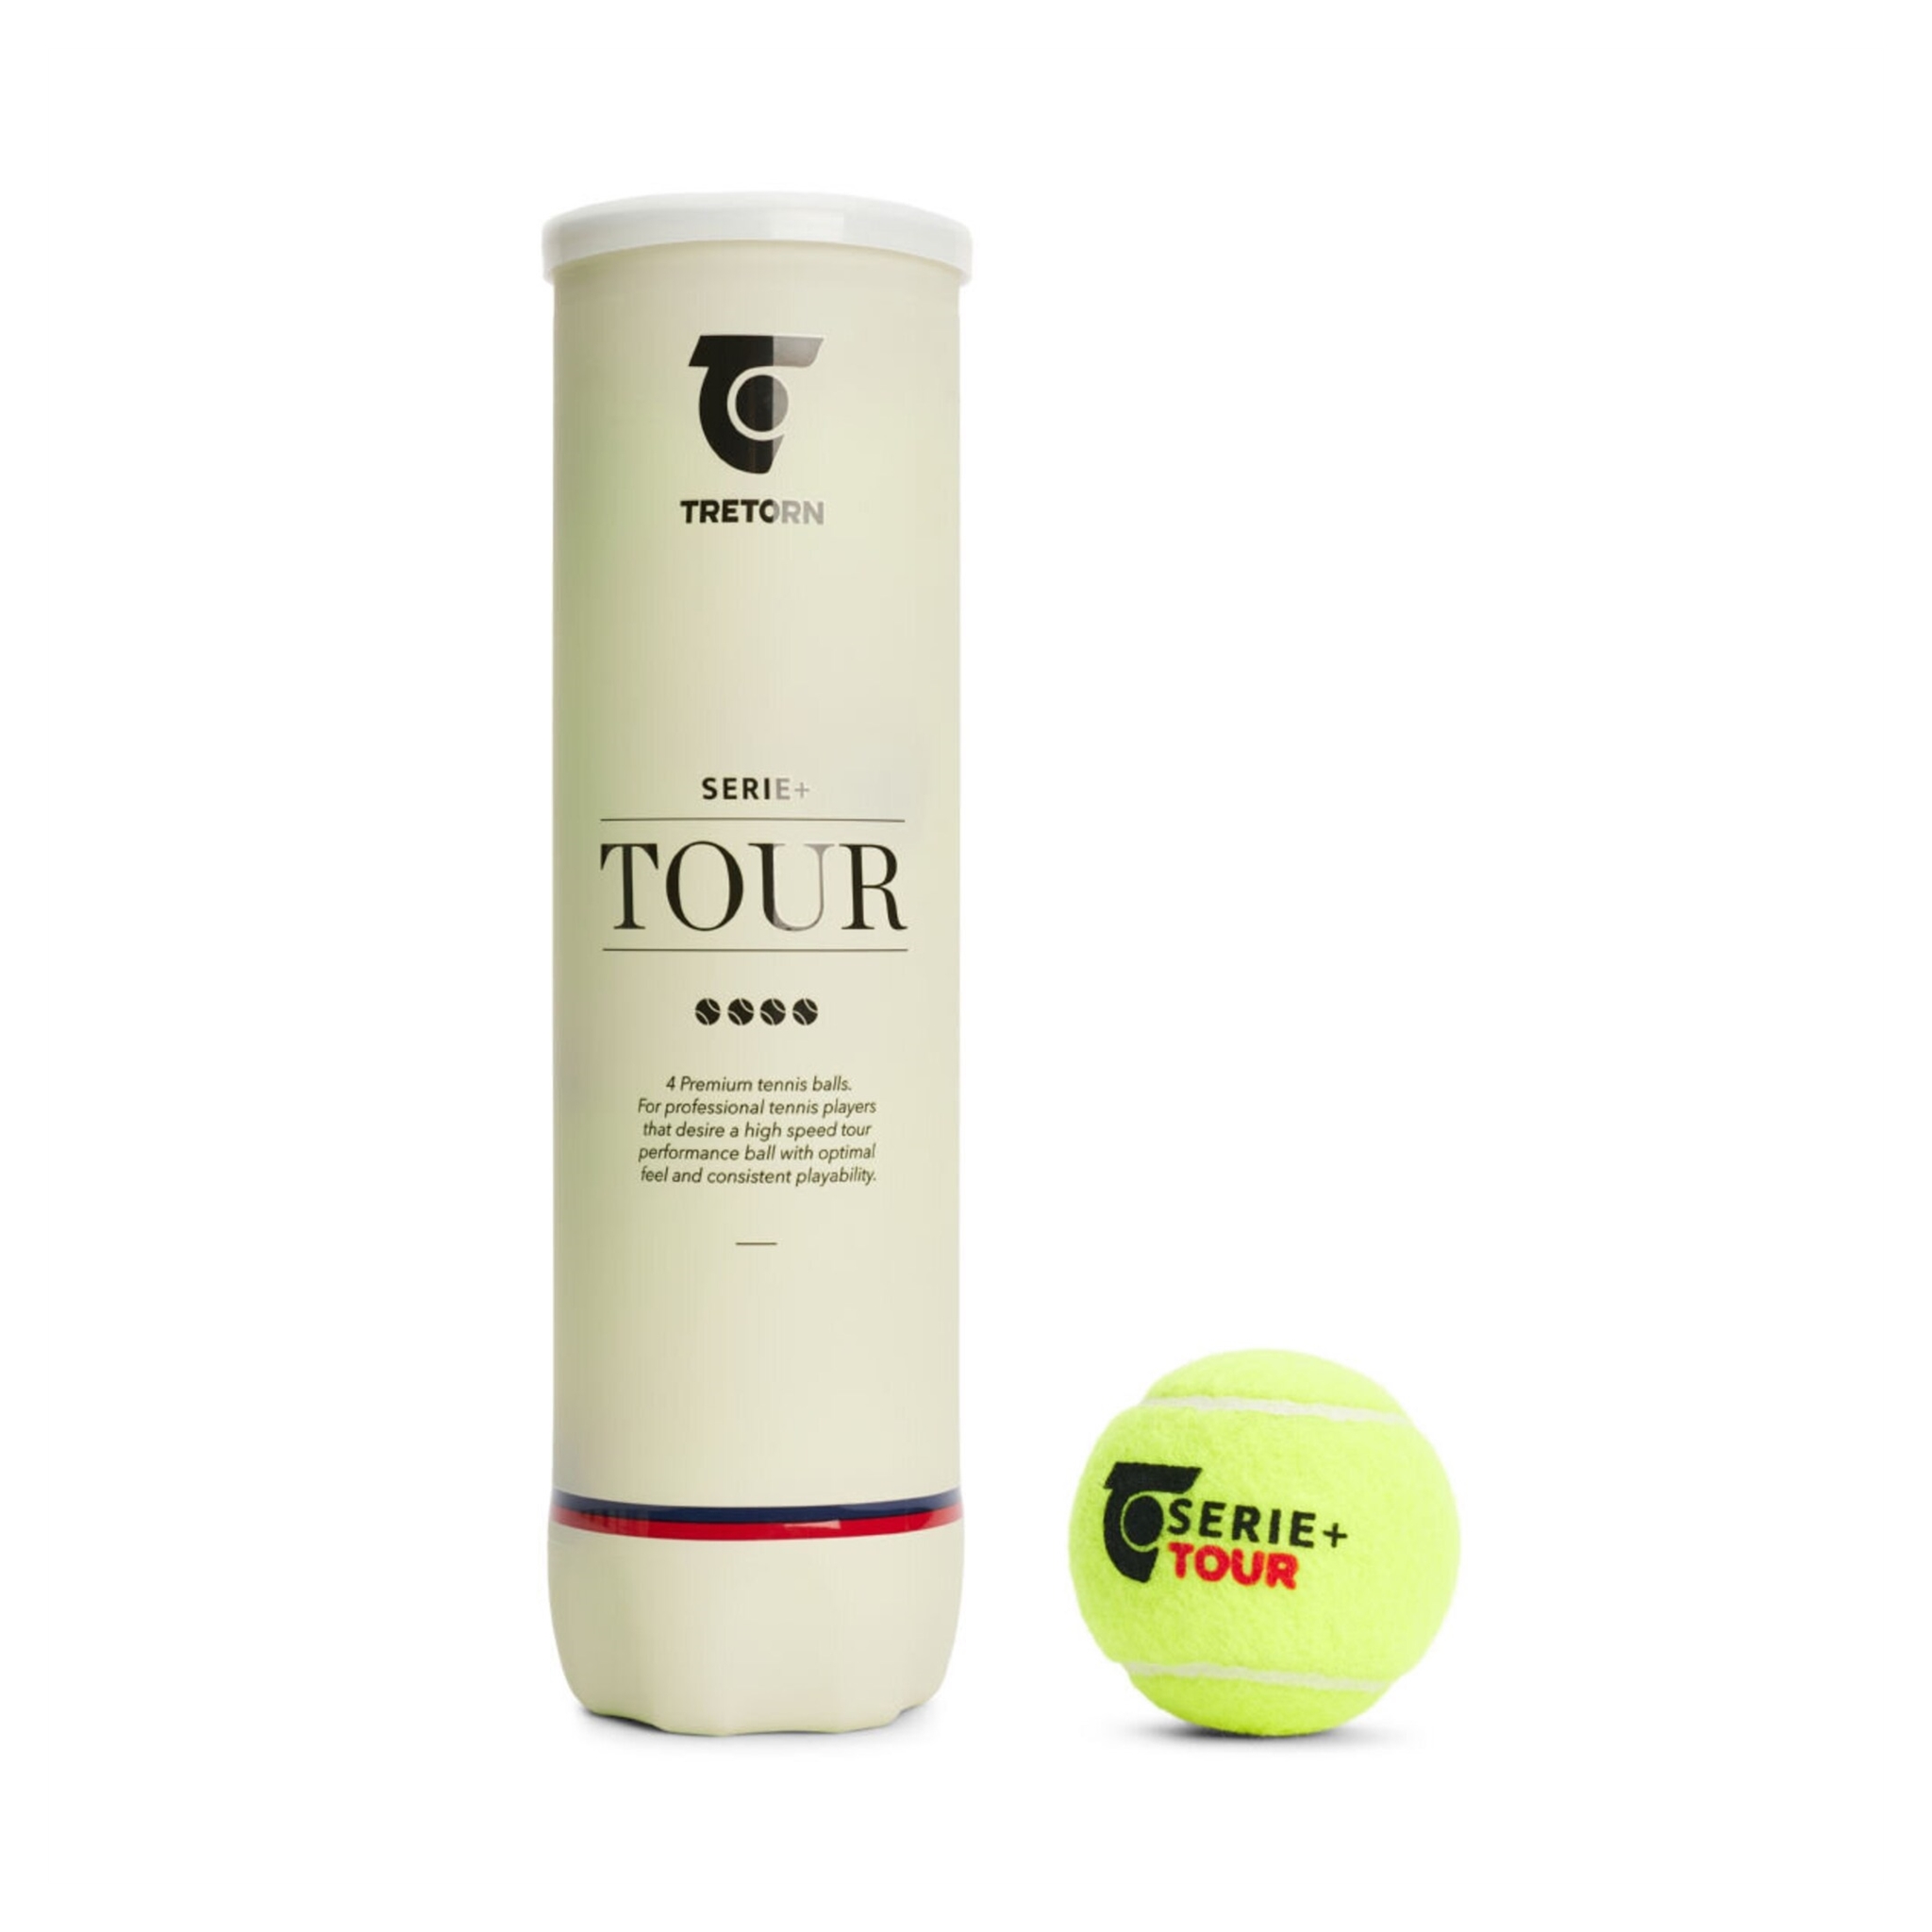 TRETORN
SERIE+
TOUR
4 Premium tennis balls.
For professional tennis players
that desire a high speed tour
performance ball with optimal
feel and consistent playability.
SERIE+
TOUR